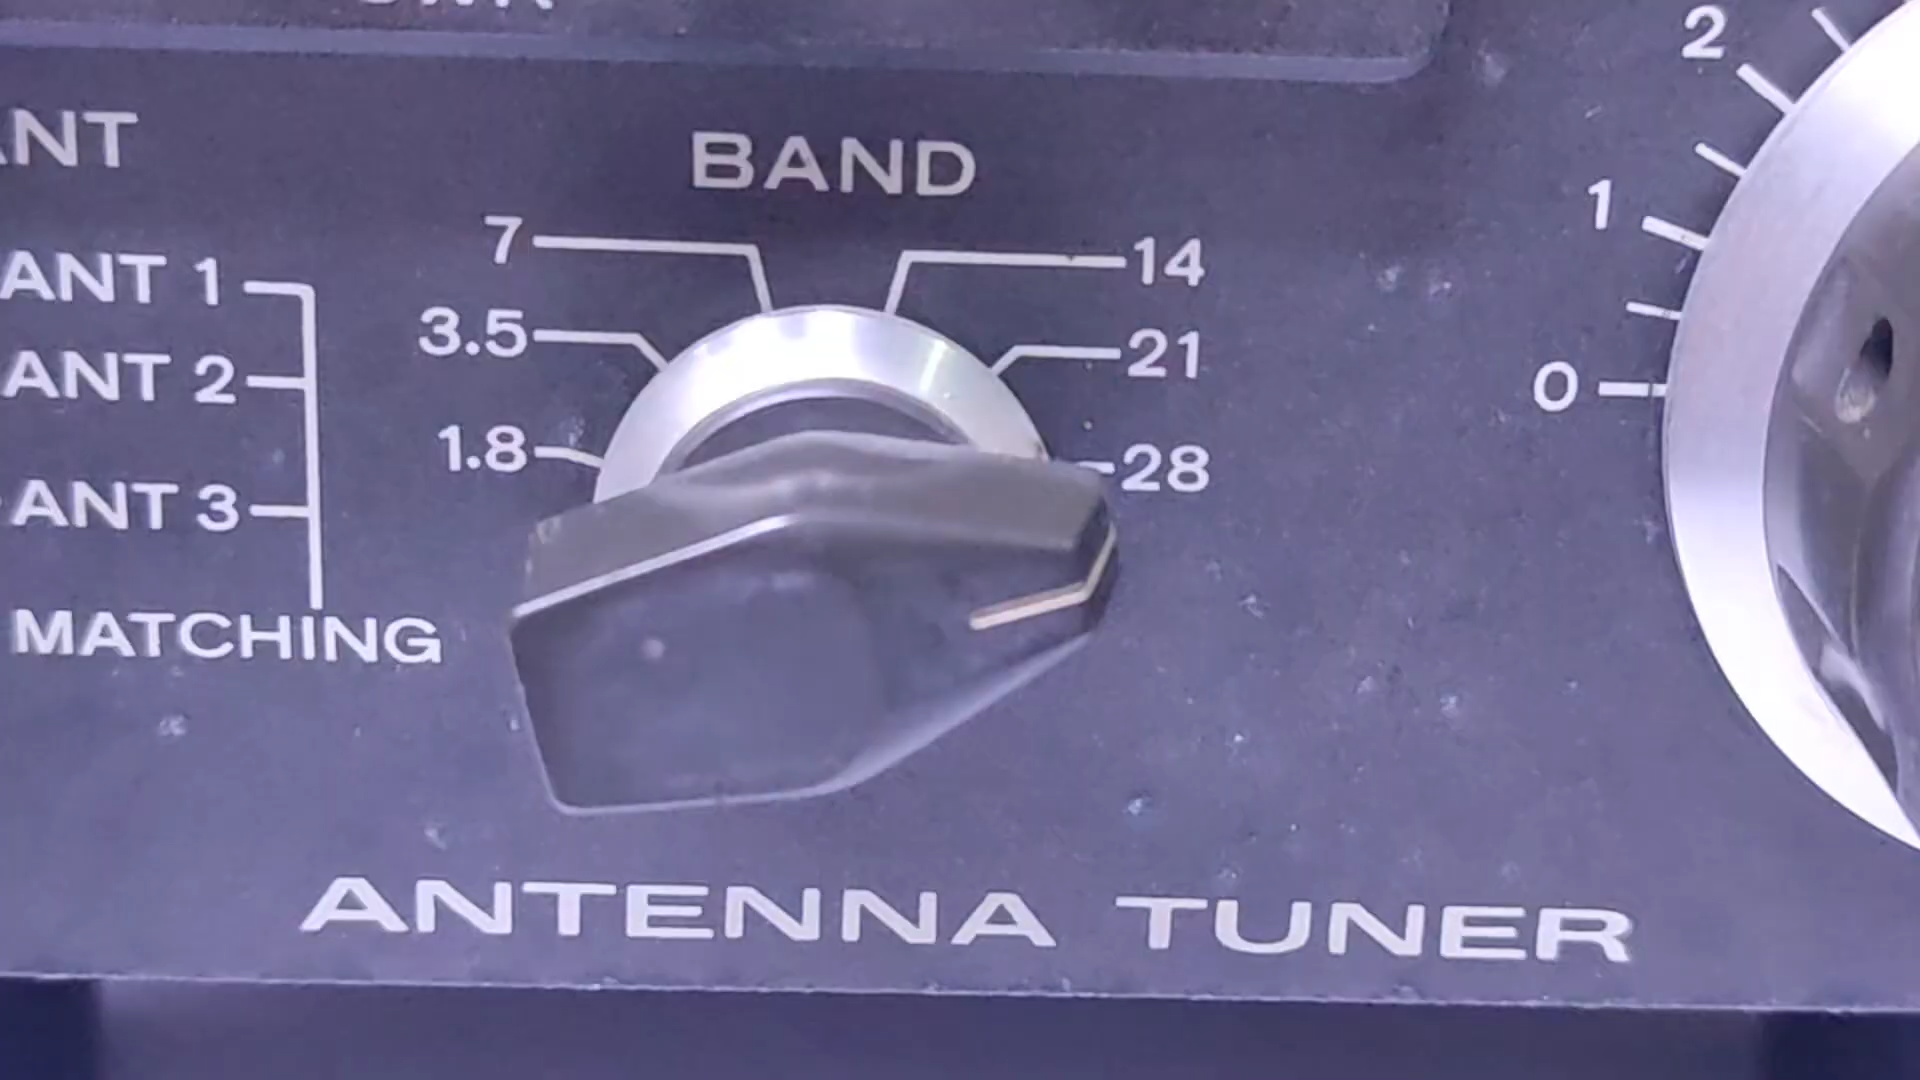 ANT
BAND
ANT 1
ANT 2
ANT 3
MATCHING
7
3.5
1.8
14
21
28
2
1
0
ANTENNA TUNER